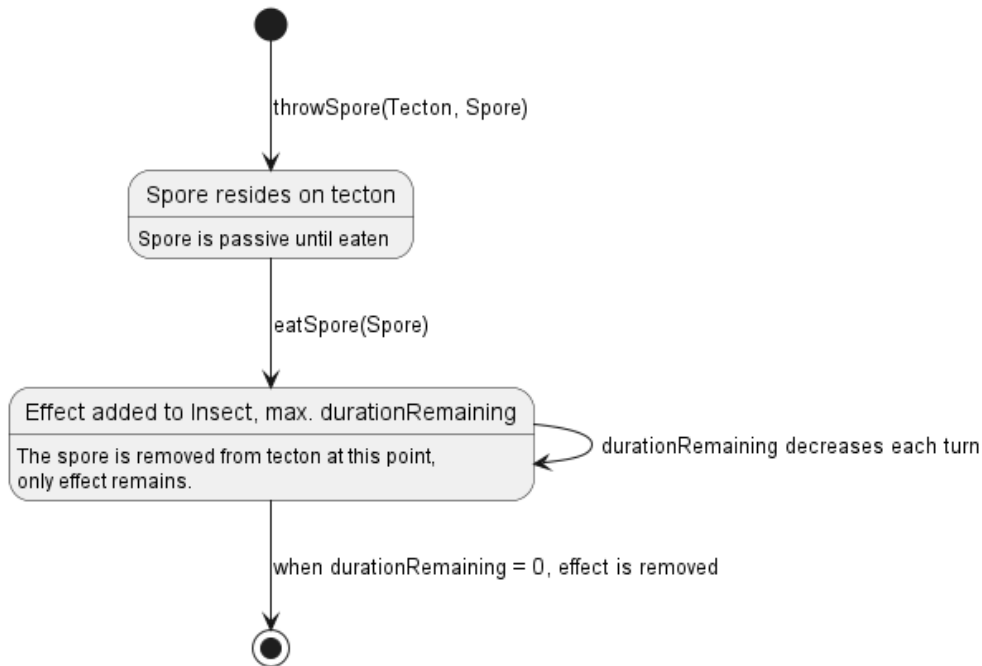 throwSpore(Tecton, Spore)
Spore resides on tecton
Spore is passive until eaten
eatSpore(Spore)
Effect added to Insect, max. durationRemaining
The spore is removed from tecton at this point,
only effect remains.
durationRemaining decreases each turn
when durationRemaining = 0, effect is removed